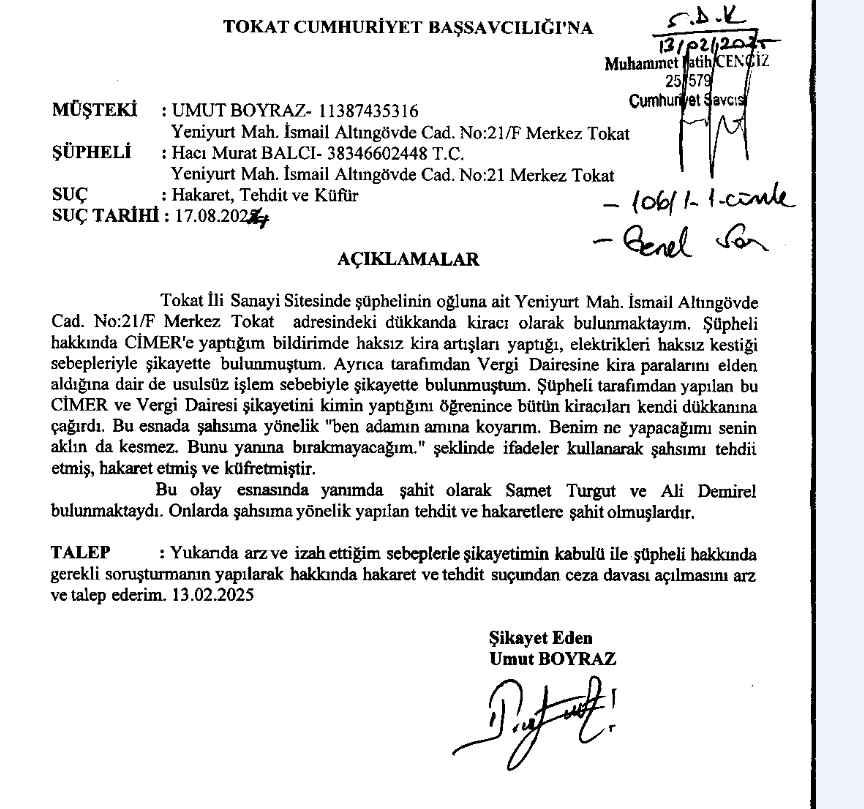 TOKAT CUMHURİYET BAŞSAVCILIĞI'NA
S.D.K
13/02/2025
Muhammet Fatih CENGİZ
Cumhuriyet Savcısı
MÜŞTEKİ : UMUT BOYRAZ- 11387435316
Yeniyurt Mah. İsmail Altıngövde Cad. No:21/F Merkez Tokat
ŞÜPHELİ : Hacı Murat BALCI- 38346602448 T.C.
Yeniyurt Mah. İsmail Altıngövde Cad. No:21 Merkez Tokat
SUÇ : Hakaret, Tehdit ve Küfür
SUÇ TARİHİ : 17.08.2024
- 106/1-1.cümle
- Genel Sor
AÇIKLAMALAR
Tokat İli Sanayi Sitesinde şüphelinin oğluna ait Yeniyurt Mah. İsmail Altıngövde
Cad. No:21/F Merkez Tokat adresindeki dükkanda kiracı olarak bulunmaktayım. Şüpheli
hakkında CİMER'e yaptığım bildirimde haksız kira artışları yaptığı, elektrikleri haksız kestiği
sebepleriyle şikayette bulunmuştum. Ayrıca tarafımdan Vergi Dairesine kira paralarını elden
aldığına dair de usulsüz işlem sebebiyle şikayette bulunmuştum. Şüpheli tarafımdan yapılan bu
CİMER ve Vergi Dairesi şikayetini kimin yaptığını öğrenince bütün kiracıları kendi dükkanına
çağırdı. Bu esnada şahsıma yönelik "ben adamın amına koyarım. Benim ne yapacağımı senin
aklın da kesmez. Bunu yanına bırakmayacağım." şeklinde ifadeler kullanarak şahsımı tehdit
etmiş, hakaret etmiş ve küfretmiştir.
Bu olay esnasında yanımda şahit olarak Samet Turgut ve Ali Demirel
bulunmaktaydı. Onlarda şahsıma yönelik yapılan tehdit ve hakaretlere şahit olmuşlardır.
TALEP : Yukarıda arz ve izah ettiğim sebeplerle şikayetimin kabulü ile şüpheli hakkında
gerekli soruşturmanın yapılarak hakkında hakaret ve tehdit suçundan ceza davası açılmasını arz
ve talep ederim. 13.02.2025
Şikayet Eden
Umut BOYRAZ